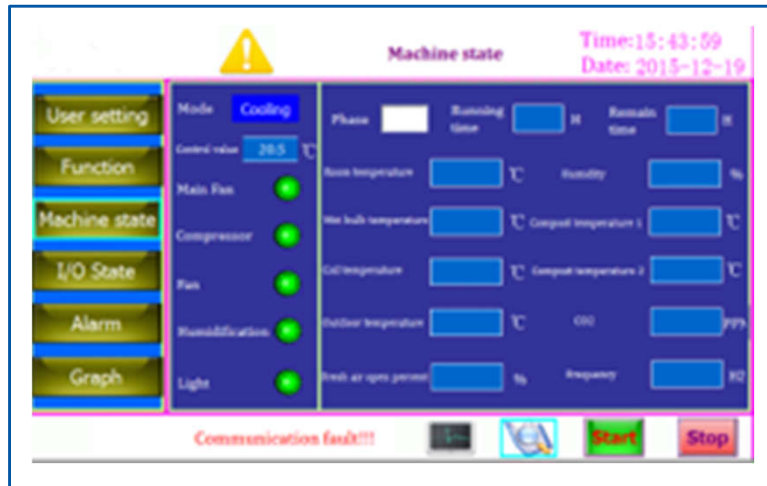 Machine state
Time:15:43:59
Date: 2015-12-19
User setting
Function
Machine state
I/O State
Alarm
Graph
Mode Cooling
Control value 20.5 ℃
Main Fan
Compressor
Fan
Humidification
Light
Phase Running time H Remain time H
Room temperature ℃ Humdity %
Wet bulb temperature ℃ Compost temperature 1 ℃
Coil temperature ℃ Compost temperature 2 ℃
Outdoor temperature ℃ CO2
Fresh air open percent % Frequency HZ
Communication fault!!!
Start
Stop